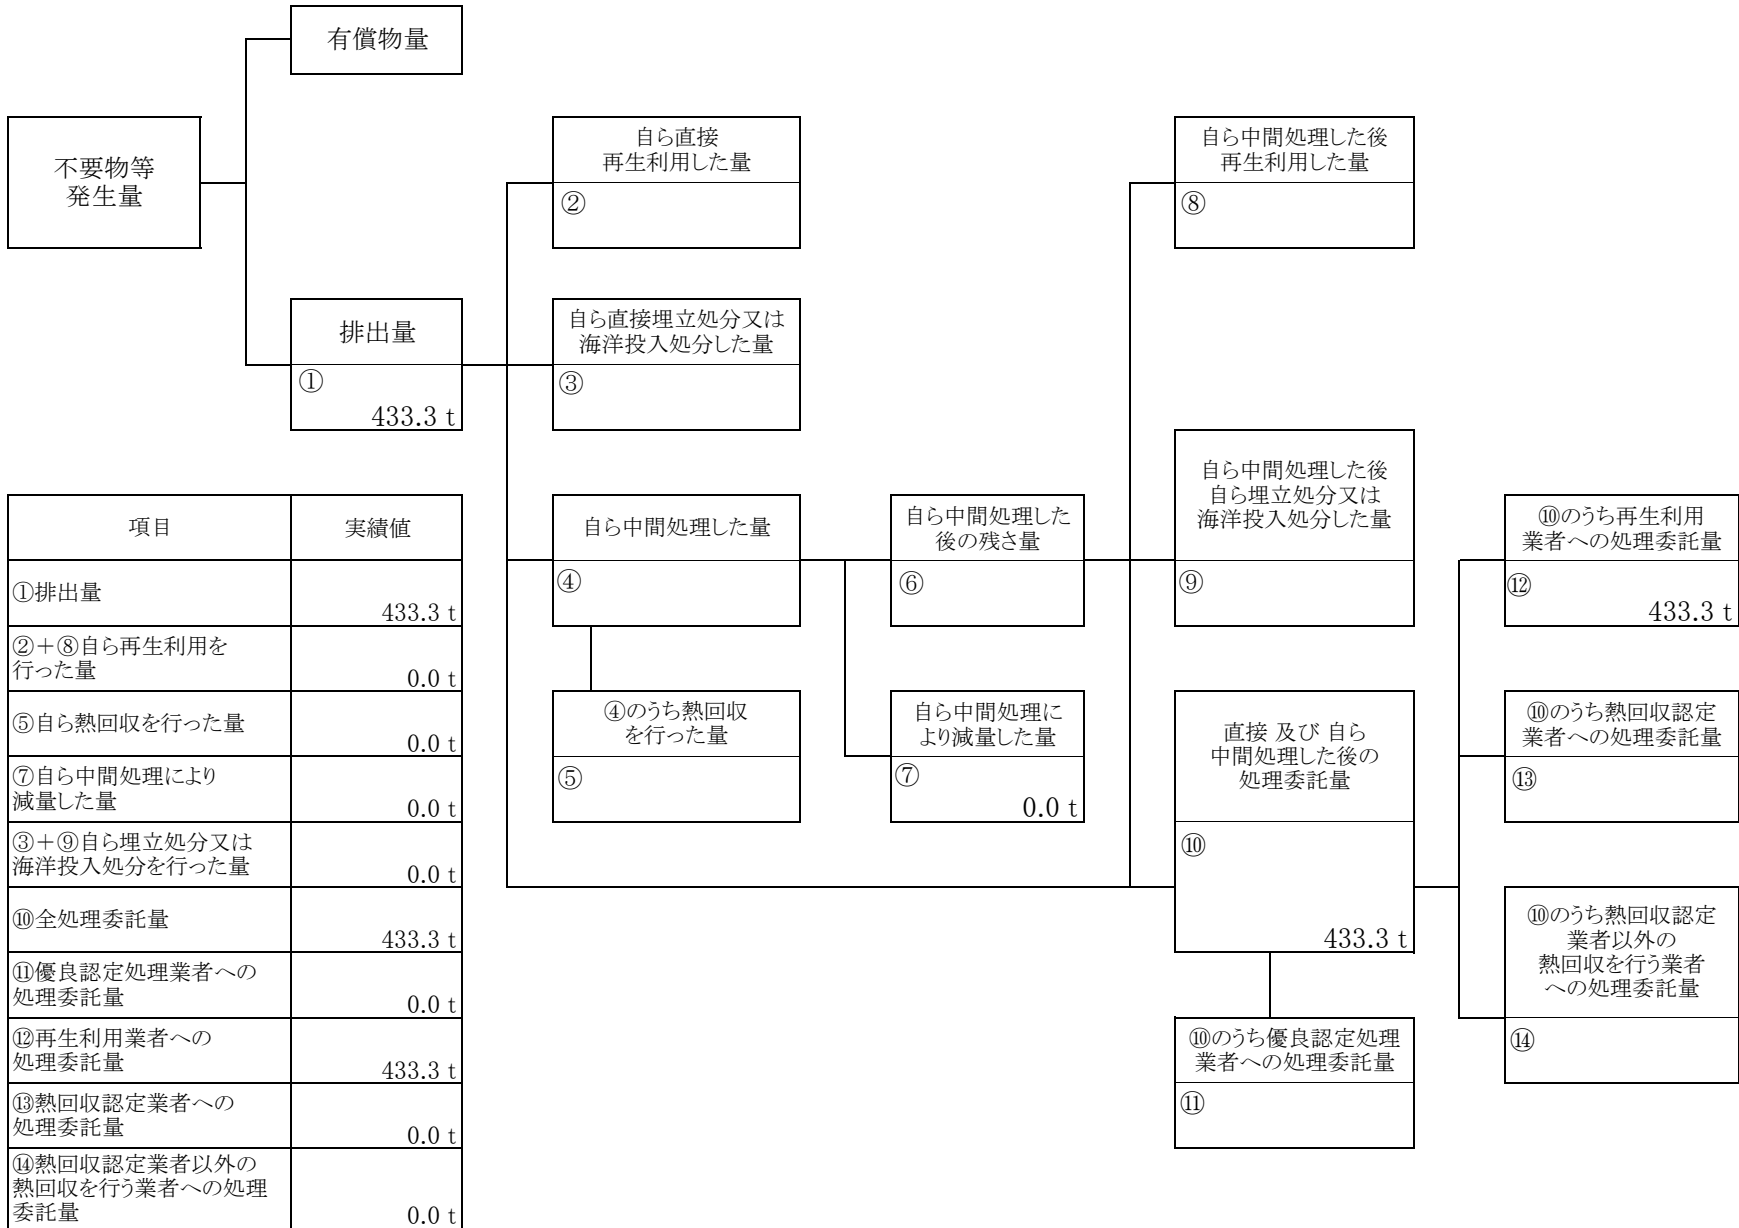 有償物量
不要物等
発生量
自ら直接
再生利用した量
②
自ら中間処理した後
再生利用した量
⑧
排出量
①
433.3 t
自ら直接埋立処分又は
海洋投入処分した量
③
自ら中間処理した量
④
自ら中間処理した
後の残さ量
⑥
自ら中間処理した後
自ら埋立処分又は
海洋投入処分した量
⑨
⑩のうち再生利用
業者への処理委託量
⑫
433.3 t
④のうち熱回収
を行った量
⑤
自ら中間処理に
より減量した量
⑦
0.0 t
直接 及び 自ら
中間処理した後の
処理委託量
⑩
433.3 t
⑩のうち熱回収認定
業者への処理委託量
⑬
⑩のうち熱回収認定
業者以外の
熱回収を行う業者
への処理委託量
⑭
⑩のうち優良認定処理
業者への処理委託量
⑪
項目 実績値
①排出量
433.3 t
②＋⑧自ら再生利用を
行った量
0.0 t
⑤自ら熱回収を行った量
0.0 t
⑦自ら中間処理により
減量した量
0.0 t
③＋⑨自ら埋立処分又は
海洋投入処分を行った量
0.0 t
⑩全処理委託量
433.3 t
⑪優良認定処理業者への
処理委託量
0.0 t
⑫再生利用業者への
処理委託量
433.3 t
⑬熱回収認定業者への
処理委託量
0.0 t
⑭熱回収認定業者以外の
熱回収を行う業者への処理
委託量
0.0 t